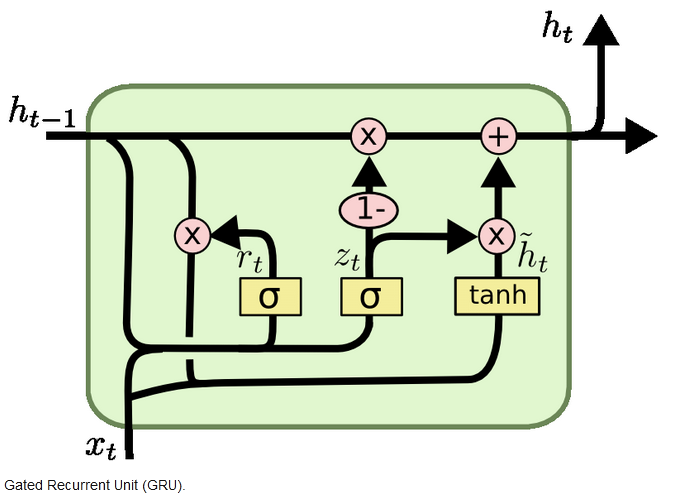 h_t
h_{t-1}
x
+
1-
x
x
r_t
z_t
h̃_t
σ
σ
tanh
x_t
Gated Recurrent Unit (GRU).